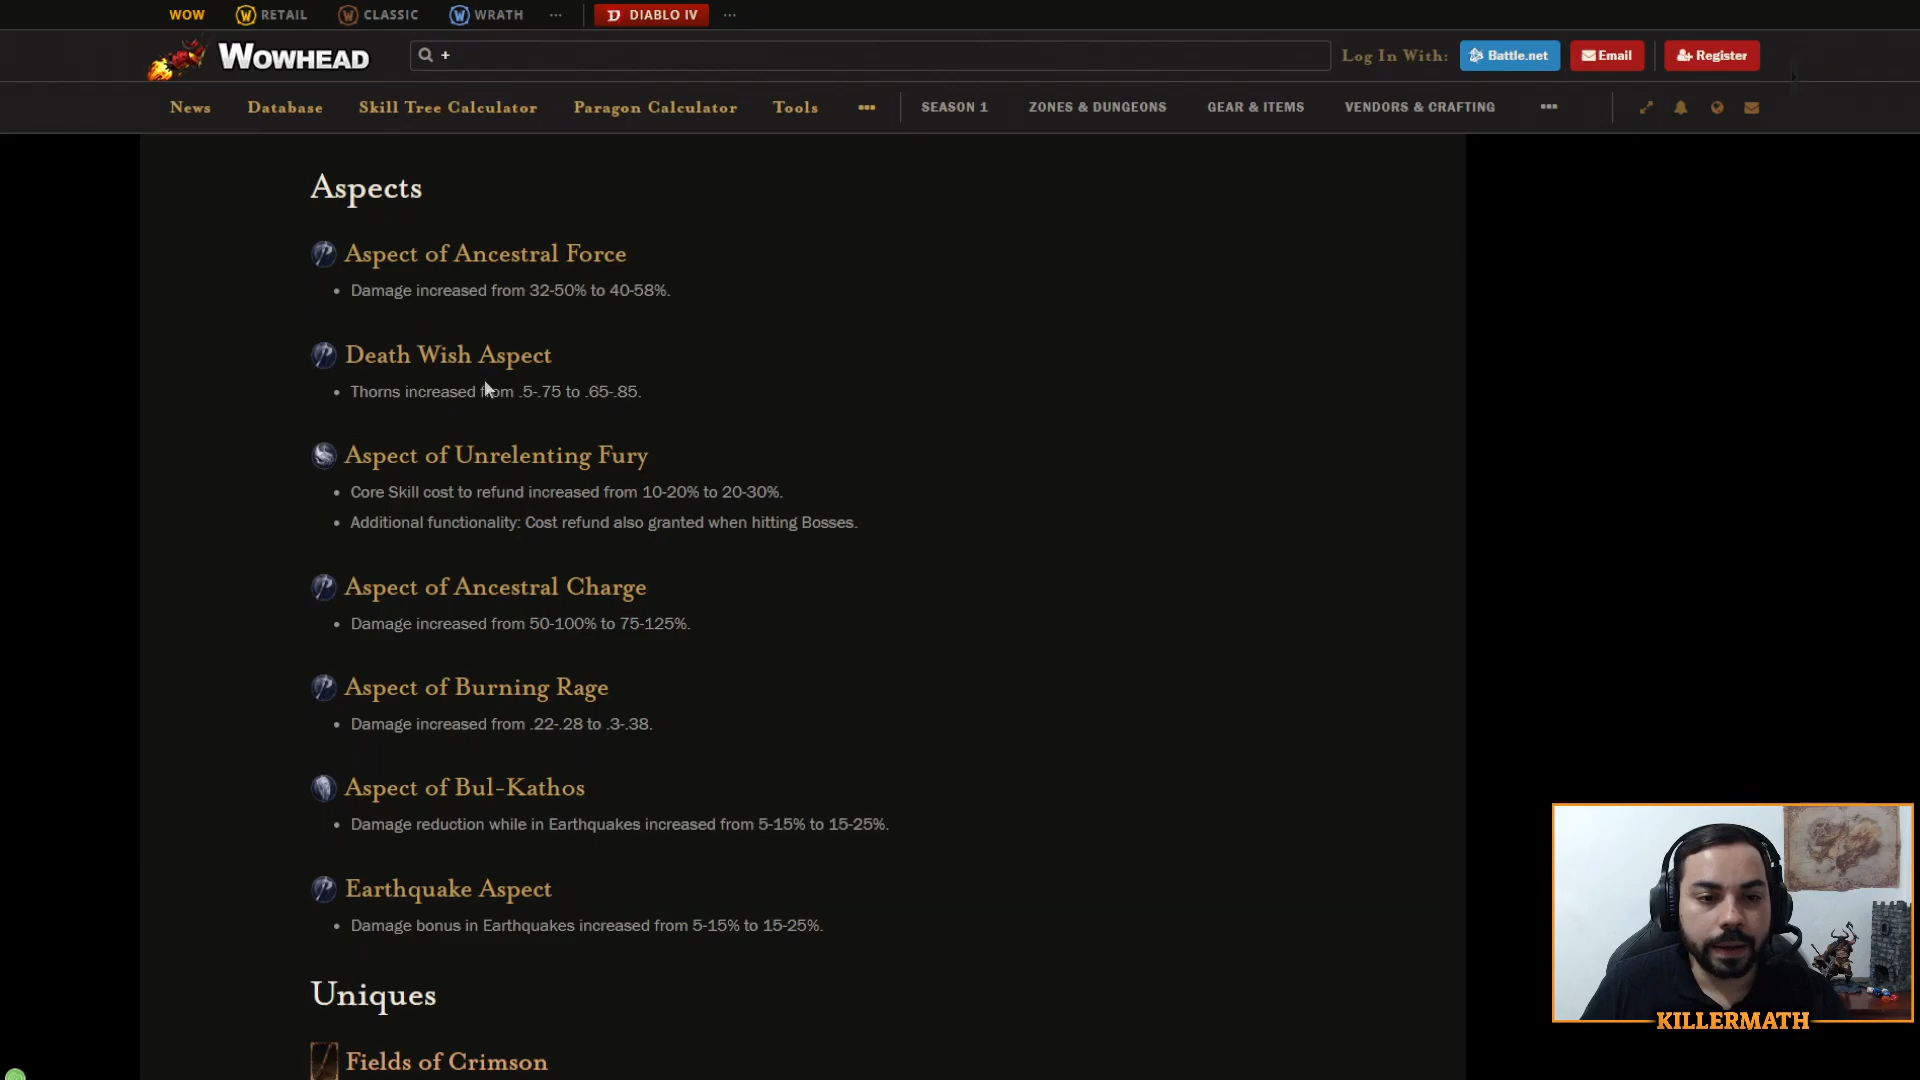 WOW RETAIL CLASSIC WRATH ... DIABLO IV ...
WOWHEAD + Log In With: Battle.net Email Register
News Database Skill Tree Calculator Paragon Calculator Tools ... SEASON 1 ZONES & DUNGEONS GEAR & ITEMS VENDORS & CRAFTING ...
Aspects
Aspect of Ancestral Force
• Damage increased from 32-50% to 40-58%.
Death Wish Aspect
• Thorns increased from .5-.75 to .65-.85.
Aspect of Unrelenting Fury
• Core Skill cost to refund increased from 10-20% to 20-30%.
• Additional functionality: Cost refund also granted when hitting Bosses.
Aspect of Ancestral Charge
• Damage increased from 50-100% to 75-125%.
Aspect of Burning Rage
• Damage increased from .22-.28 to .3-.38.
Aspect of Bul-Kathos
• Damage reduction while in Earthquakes increased from 5-15% to 15-25%.
Earthquake Aspect
• Damage bonus in Earthquakes increased from 5-15% to 15-25%.
Uniques
Fields of Crimson
KILLERMATH